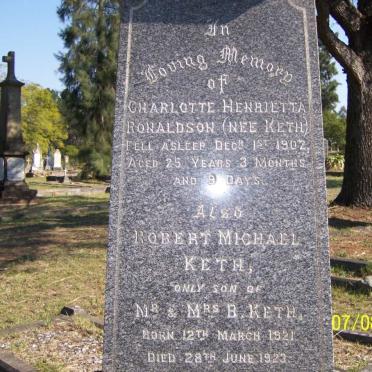 In
Loving Memory
of
Charlotte Henrietta
Ronaldson (nee Keth)
Fell asleep Decr 1st 1902,
Aged 25 Years 3 Months
and 9 Days.
Also
Robert Michael
Keth,
only son of
Mr & Mrs B. Keth,
Born 12th March 1921
Died 28th June 1923.
07/0